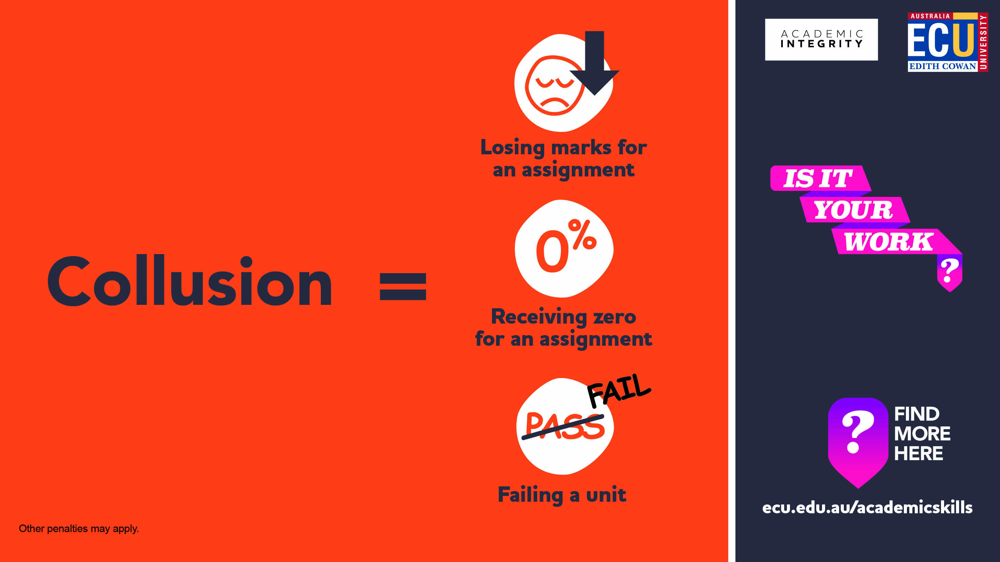 Collusion =
Losing marks for
an assignment
0%
Receiving zero
for an assignment
PASS
FAIL
Failing a unit
Other penalties may apply.
ACADEMIC
INTEGRITY
AUSTRALIA
ECU
EDITH COWAN
UNIVERSITY
IS IT
YOUR
WORK
?
?
FIND
MORE
HERE
ecu.edu.au/academicskills